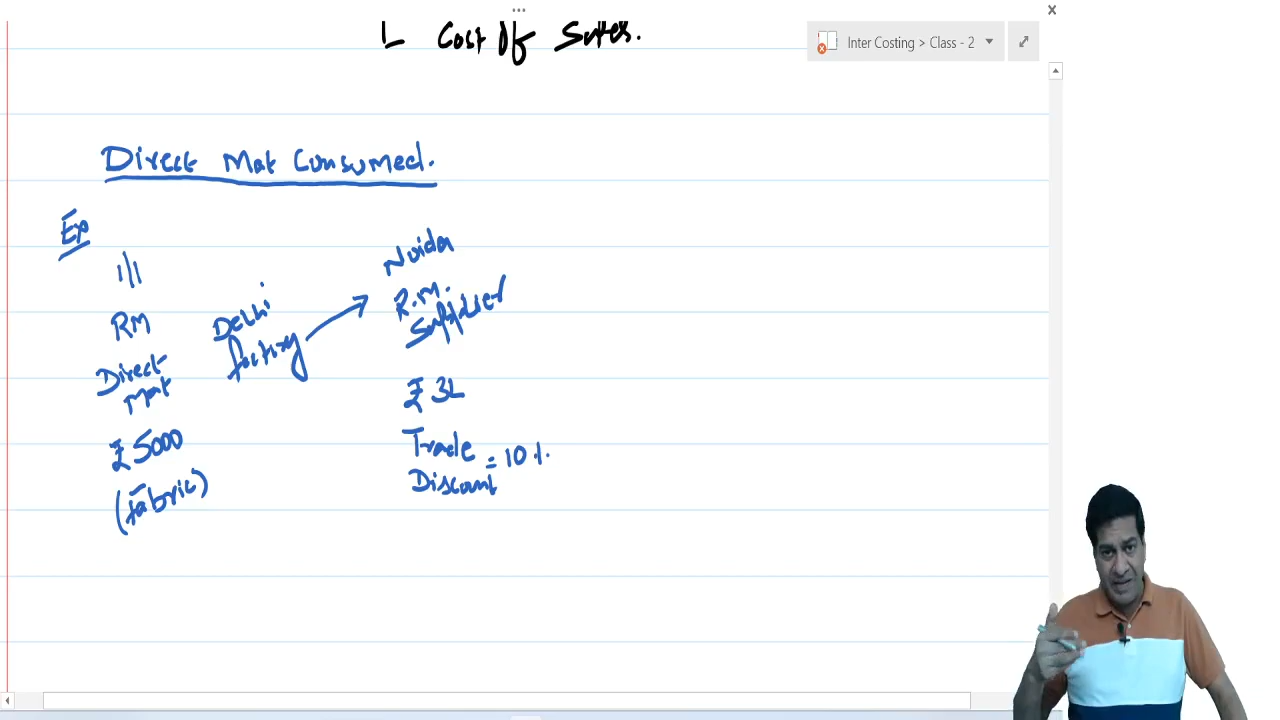 L Cost Of Sales.
Inter Costing > Class - 2
Direct Mat Consumed.
Ex
1/1
RM
Direct
Mat
₹5000
(Fabric)
Delhi
factory
Noida
R.M.
Supplier
₹ 3L
Trade
Discount = 10%